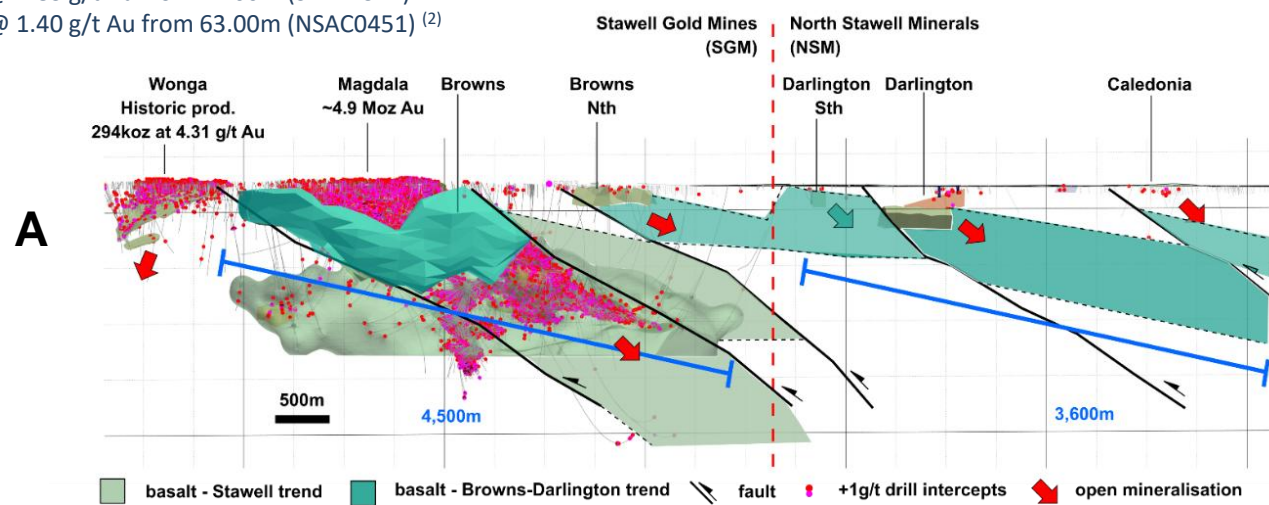 @ 1.40 g/t Au from 63.00m (NSAC0451) (2)
Stawell Gold Mines
(SGM)
North Stawell Minerals
(NSM)
Wonga
Historic prod.
294koz at 4.31 g/t Au
Magdala
~4.9 Moz Au
Browns
Browns
Nth
Darlington
Sth
Darlington
Caledonia
A
500m
4,500m
3,600m
basalt - Stawell trend
basalt - Browns-Darlington trend
fault
+1g/t drill intercepts
open mineralisation